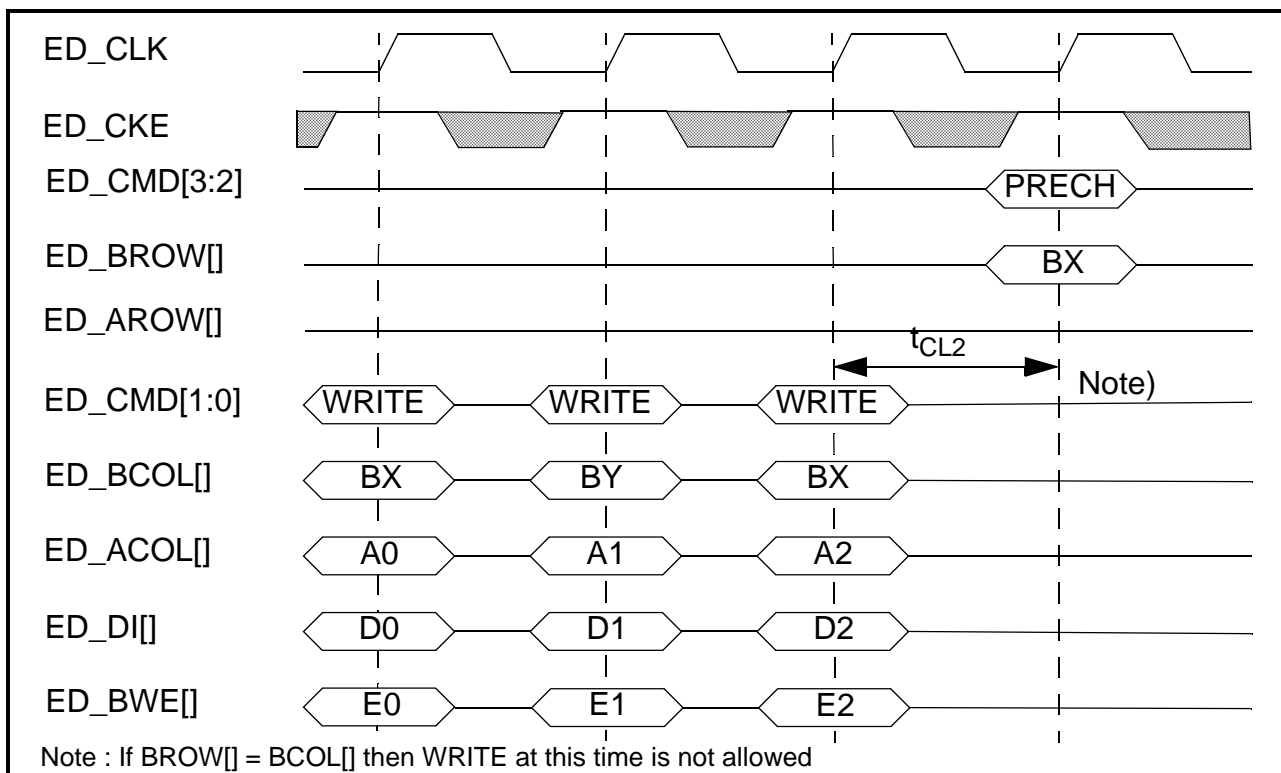 ED_CLK
ED_CKE
ED_CMD[3:2] PRECH
ED_BROW[] BX
ED_AROW[]
tCL2
ED_CMD[1:0] WRITE WRITE WRITE Note)
ED_BCOL[] BX BY BX
ED_ACOL[] A0 A1 A2
ED_DI[] D0 D1 D2
ED_BWE[] E0 E1 E2
Note : If BROW[] = BCOL[] then WRITE at this time is not allowed